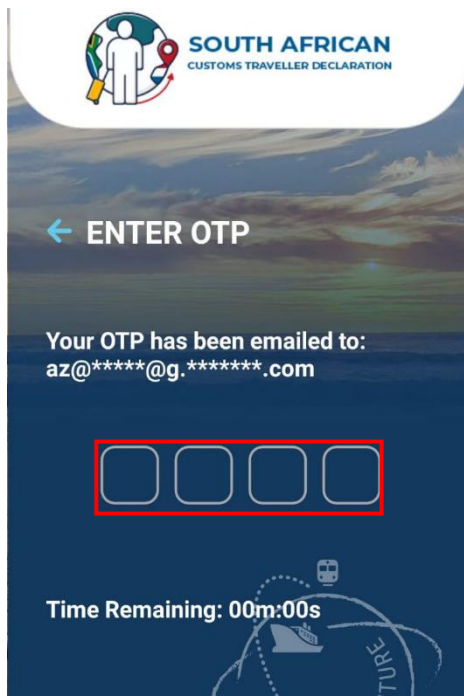 SOUTH AFRICAN
CUSTOMS TRAVELLER DECLARATION
ENTER OTP
Your OTP has been emailed to:
az@*****@g.*******.com
Time Remaining: 00m:00s
TURE